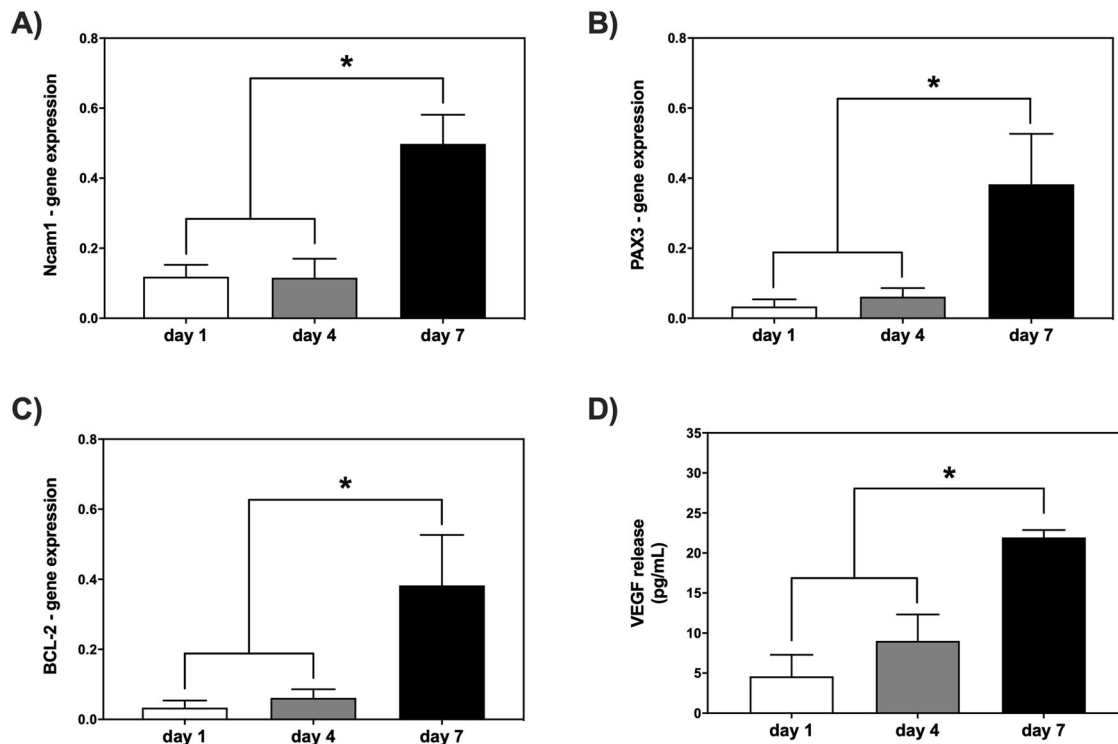 A)
Ncam1 - gene expression
0.8
0.6
0.4
0.2
0.0
*
day 1 day 4 day 7
B)
PAX3 - gene expression
0.8
0.6
0.4
0.2
0.0
*
day 1 day 4 day 7
C)
BCL-2 - gene expression
0.8
0.6
0.4
0.2
0.0
*
day 1 day 4 day 7
D)
VEGF release
(pg/mL)
35
30
25
20
15
10
5
0
*
day 1 day 4 day 7